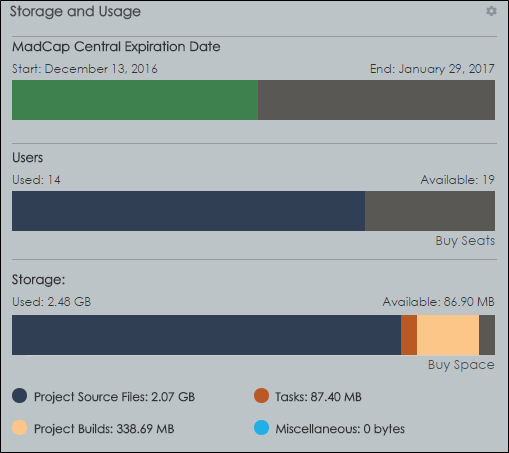 Storage and Usage
MadCap Central Expiration Date
Start: December 13, 2016 End: January 29, 2017
Users
Used: 14 Available: 19
Buy Seats
Storage:
Used: 2.48 GB Available: 86.90 MB
Buy Space
Project Source Files: 2.07 GB Tasks: 87.40 MB
Project Builds: 338.69 MB Miscellaneous: 0 bytes